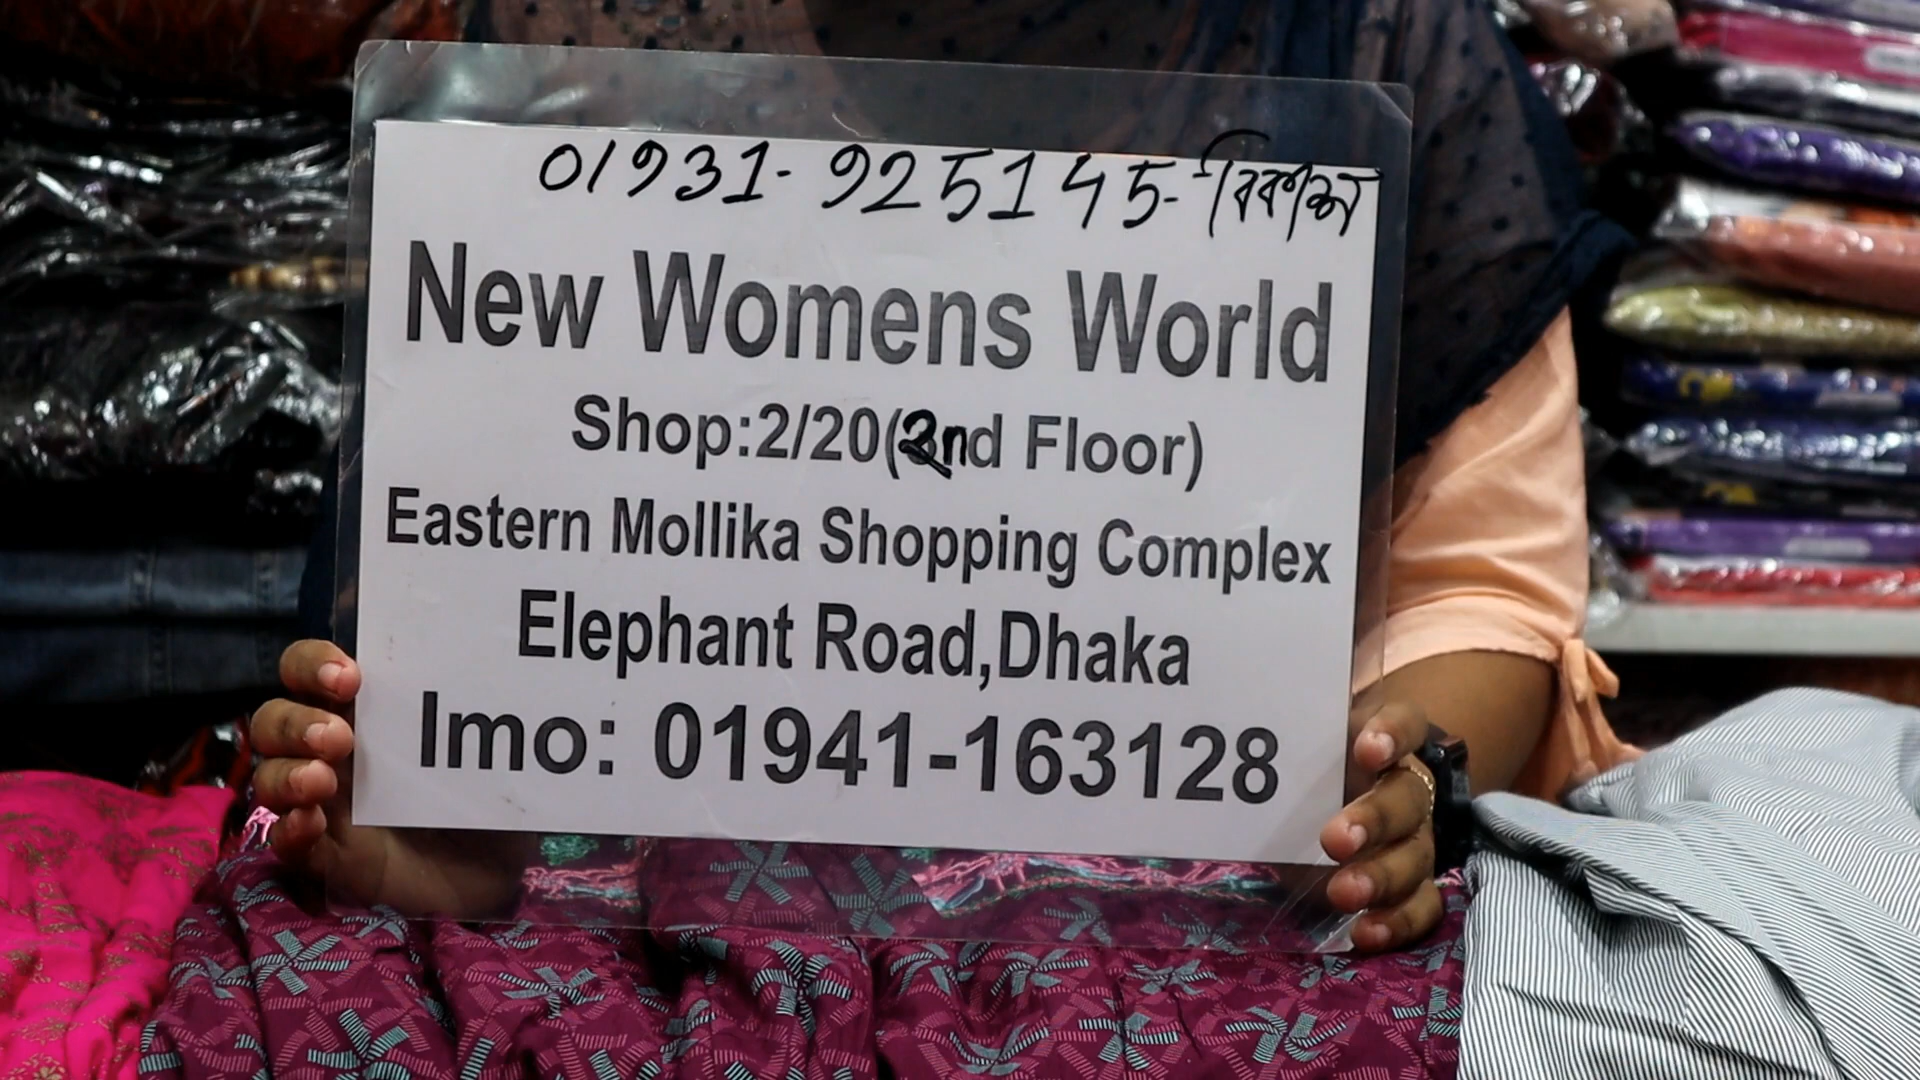 01931-925145-বিকাশ
New Womens World
Shop:2/20(2nd Floor)
Eastern Mollika Shopping Complex
Elephant Road,Dhaka
Imo: 01941-163128